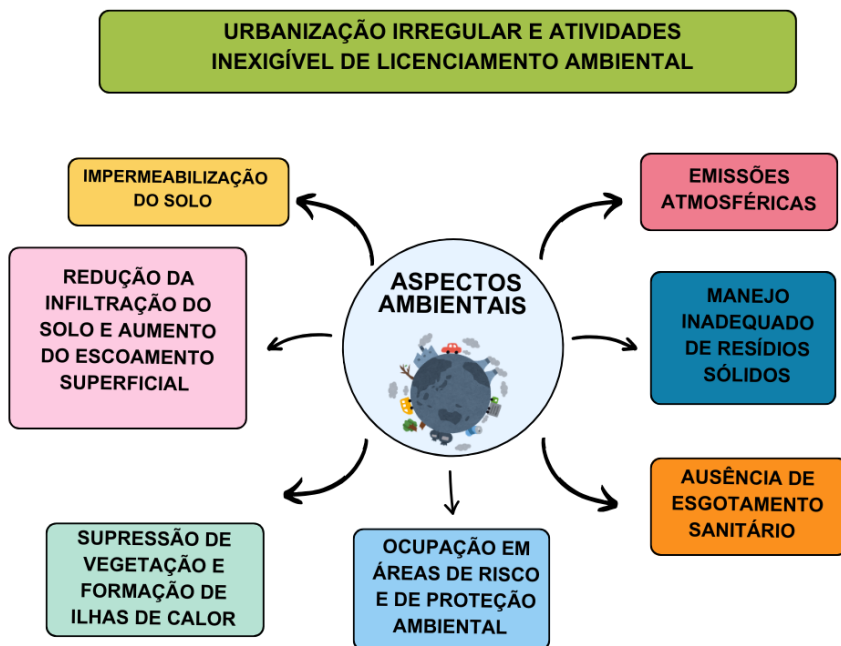 URBANIZAÇÃO IRREGULAR E ATIVIDADES
INEXIGÍVEL DE LICENCIAMENTO AMBIENTAL
IMPERMEABILIZAÇÃO
DO SOLO
EMISSÕES
ATMOSFÉRICAS
ASPECTOS
AMBIENTAIS
REDUÇÃO DA
INFILTRAÇÃO DO
SOLO E AUMENTO
DO ESCOAMENTO
SUPERFICIAL
MANEJO
INADEQUADO
DE RESÍDIOS
SÓLIDOS
SUPRESSÃO DE
VEGETAÇÃO E
FORMAÇÃO DE
ILHAS DE CALOR
OCUPAÇÃO EM
ÁREAS DE RISCO
E DE PROTEÇÃO
AMBIENTAL
AUSÊNCIA DE
ESGOTAMENTO
SANITÁRIO